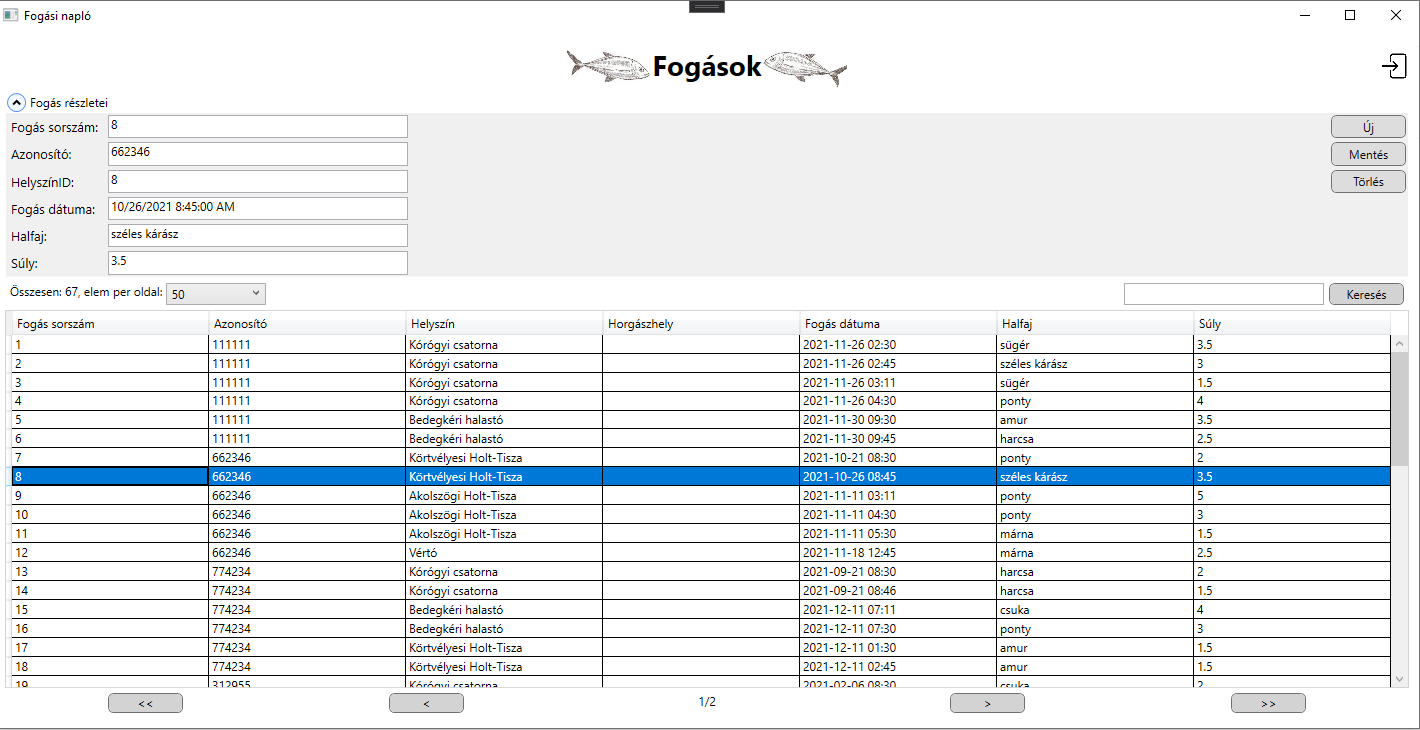 Fogási napló
Fogások
Fogás részletei
Fogás sorszám: 8
Új
Azonosító: 662346
Mentés
HelyszínID: 8
Törlés
Fogás dátuma: 10/26/2021 8:45:00 AM
Halfaj: széles kárász
Súly: 3.5
Összesen: 67, elem per oldal: 50
Keresés
Fogás sorszám Azonosító Helyszín Horgászhely Fogás dátuma Halfaj Súly
1 111111 Kórógyi csatorna 2021-11-26 02:30 sügér 3.5
2 111111 Kórógyi csatorna 2021-11-26 02:45 széles kárász 3
3 111111 Kórógyi csatorna 2021-11-26 03:11 sügér 1.5
4 111111 Kórógyi csatorna 2021-11-26 04:30 ponty 4
5 111111 Bedegkéri halastó 2021-11-30 09:30 amur 3.5
6 111111 Bedegkéri halastó 2021-11-30 09:45 harcsa 2.5
7 662346 Körtvélyesi Holt-Tisza 2021-10-21 08:30 ponty 2
8 662346 Körtvélyesi Holt-Tisza 2021-10-26 08:45 széles kárász 3.5
9 662346 Akolszögi Holt-Tisza 2021-11-11 03:11 ponty 5
10 662346 Akolszögi Holt-Tisza 2021-11-11 04:30 ponty 3
11 662346 Akolszögi Holt-Tisza 2021-11-11 05:30 márna 1.5
12 662346 Vértó 2021-11-18 12:45 márna 2.5
13 774234 Kórógyi csatorna 2021-09-21 08:30 harcsa 2
14 774234 Kórógyi csatorna 2021-09-21 08:46 harcsa 1.5
15 774234 Bedegkéri halastó 2021-12-11 07:11 csuka 4
16 774234 Bedegkéri halastó 2021-12-11 07:30 ponty 3
17 774234 Körtvélyesi Holt-Tisza 2021-12-11 01:30 amur 1.5
18 774234 Körtvélyesi Holt-Tisza 2021-12-11 02:45 amur 1.5
19 312955 Kórógyi csatorna 2021-02-06 08:30 csuka 2
<< < 1/2 > >>